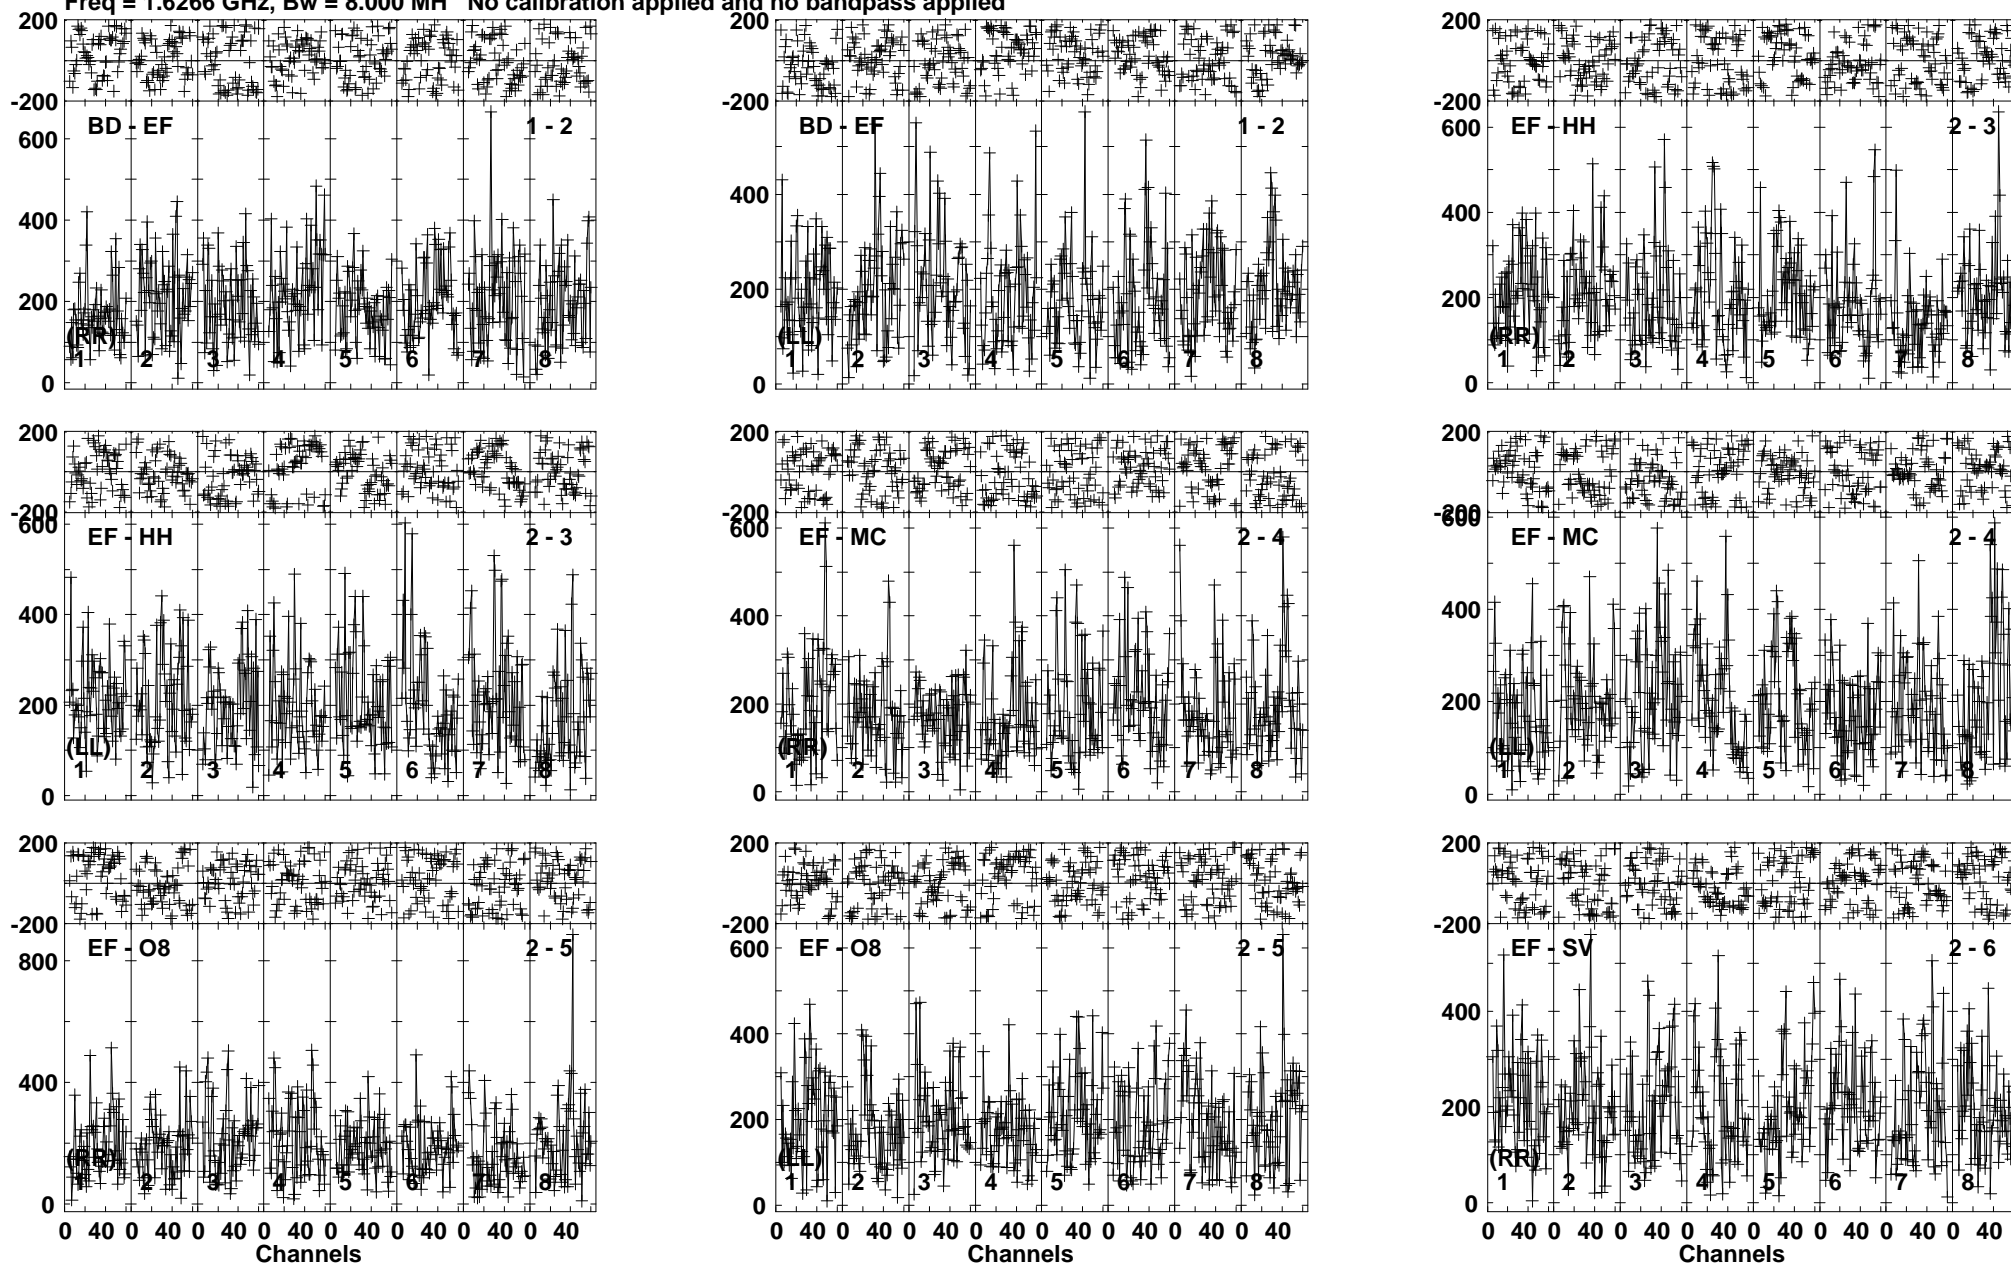 Freq = 1.6266 GHz, Bw = 8.000 MH No calibration applied and no bandpass applied
200 200 200
-200 -200 -200
BD - EF 1 - 2 BD - EF 1 - 2 EF - HH 2 - 3
600 600
400 400 400
200 200 200
(RR) (LL) (RR)
1 2 3 4 5 6 7 8 1 2 3 4 5 6 7 8 1 2 3 4 5 6 7 8
0 0 0
200 200 200
-200 -200 -200
600 600 600
EF - HH 2 - 3 EF - MC 2 - 4 EF - MC 2 - 4
400 400 400
200 200 200
(LL) (RR) (LL)
1 2 3 4 5 6 7 8 1 2 3 4 5 6 7 8 1 2 3 4 5 6 7 8
0 0 0
200 200 200
-200 -200 -200
EF - O8 2 - 5 EF - O8 2 - 5 EF - SV 2 - 6
800 600
400 400 400
200 200
(RR) (LL) (RR)
1 2 3 4 5 6 7 8 1 2 3 4 5 6 7 8 1 2 3 4 5 6 7 8
0 0 0
0 40 0 40 0 40 0 40 0 40 0 40 0 40 0 40 0 40 0 40 0 40 0 40 0 40 0 40 0 40 0 40 0 40 0 40 0 40 0 40 0 40 0 40 0 40 0 40
Channels Channels Channels